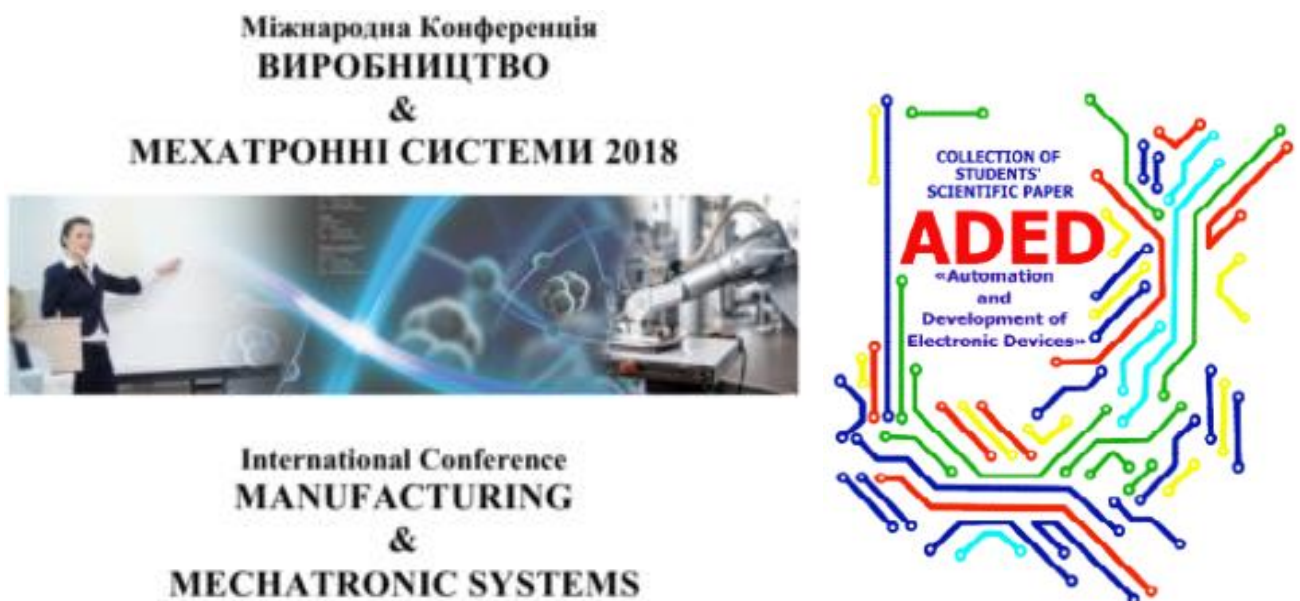 Міжнародна Конференція
ВИРОБНИЦТВО
&
МЕХАТРОННІ СИСТЕМИ 2018
International Conference
MANUFACTURING
&
MECHATRONIC SYSTEMS
COLLECTION OF
STUDENTS'
SCIENTIFIC PAPER
ADED
«Automation
and
Development of
Electronic Devices»